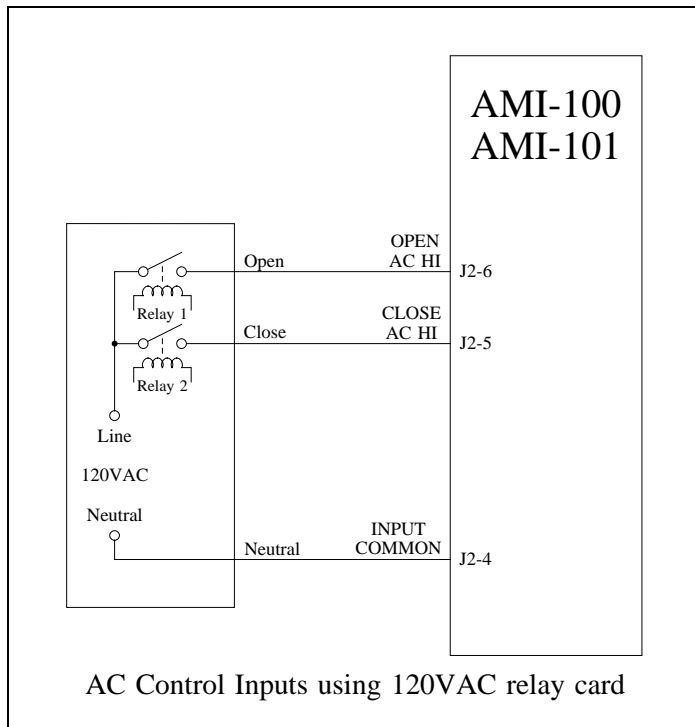 AMI-100
AMI-101
OPEN
AC HI
Open
J2-6
Relay 1
CLOSE
AC HI
Close
J2-5
Relay 2
Line
120VAC
Neutral
INPUT
COMMON
Neutral
J2-4
AC Control Inputs using 120VAC relay card